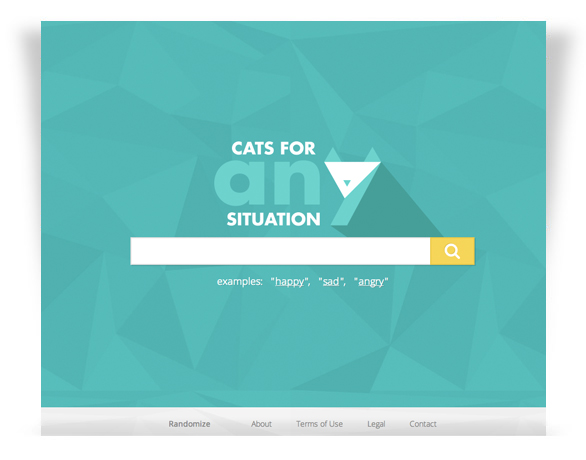 CATS FOR
any
SITUATION
examples: "happy", "sad", "angry"
Randomize About Terms of Use Legal Contact